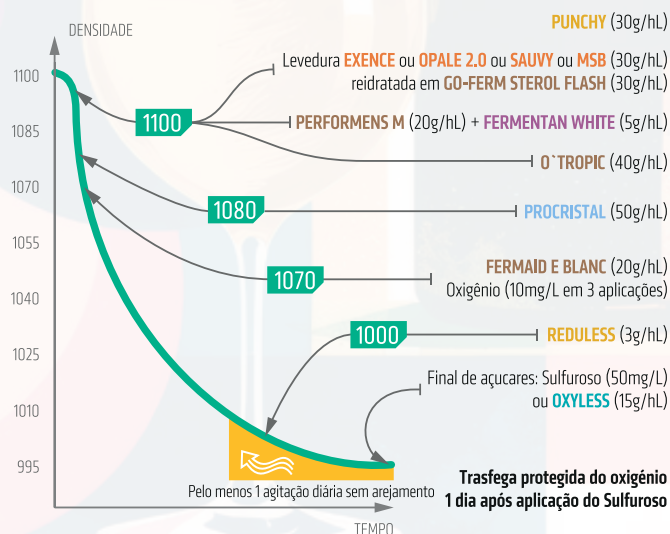 DENSIDADE
PUNCHY (30g/hL)
Levedura EXENCE ou OPALE 2.0 ou SAUVY ou MSB (30g/hL)
reidratada em GO-FERM STEROL FLASH (30g/hL)
1100
1100
PERFORMENS M (20g/hL) + FERMENTAN WHITE (5g/hL)
1085
O`TROPIC (40g/hL)
1070
1080
PROCRISTAL (50g/hL)
1055
1070
FERMAID E BLANC (20g/hL)
Oxigênio (10mg/L em 3 aplicações)
1040
1000
REDULESS (3g/hL)
1025
Final de açucares: Sulfuroso (50mg/L)
ou OXYLESS (15g/hL)
1010
995
Pelo menos 1 agitação diária sem arejamento
Trasfega protegida do oxigénio
1 dia após aplicação do Sulfuroso
TEMPO